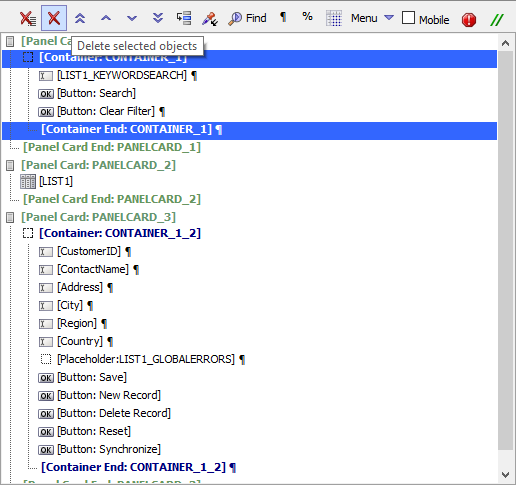 Find ¶ % Menu Mobile
[Panel Card
Delete selected objects
[Container: CONTAINER_1]
[LIST1_KEYWORDSEARCH] ¶
OK [Button: Search]
OK [Button: Clear Filter] ¶
[Container End: CONTAINER_1] ¶
[Panel Card End: PANELCARD_1]
[Panel Card: PANELCARD_2]
[LIST1]
[Panel Card End: PANELCARD_2]
[Panel Card: PANELCARD_3]
[Container: CONTAINER_1_2]
[CustomerID] ¶
[ContactName] ¶
[Address] ¶
[City] ¶
[Region] ¶
[Country] ¶
[Placeholder:LIST1_GLOBALERRORS] ¶
OK [Button: Save]
OK [Button: New Record]
OK [Button: Delete Record]
OK [Button: Reset]
OK [Button: Synchronize]
[Container End: CONTAINER_1_2] ¶